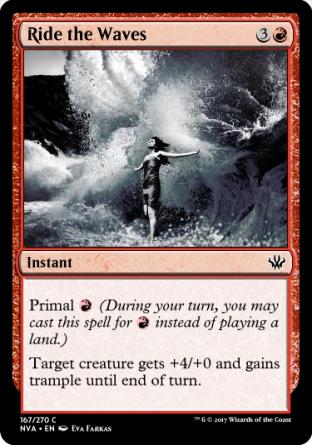 Ride the Waves 3
Instant
Primal (During your turn, you may
cast this spell for instead of playing a
land.)
Target creature gets +4/+0 and gains
trample until end of turn.
167/270 C
NVA • EN Eva Farkas
™ & © 2017 Wizards of the Coast